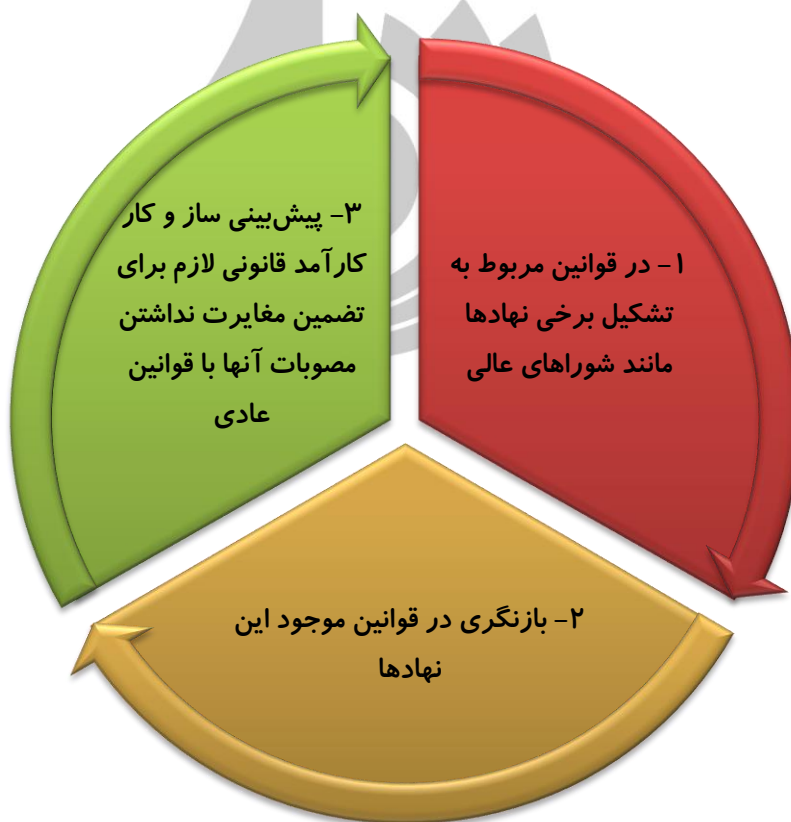 ۱- در قوانین مربوط به
تشکیل برخی نهادها
مانند شوراهای عالی
۲- بازنگری در قوانین موجود این
نهادها
۳- پیش‌بینی ساز و کار
کارآمد قانونی لازم برای
تضمین مغایرت نداشتن
مصوبات آنها با قوانین
عادی